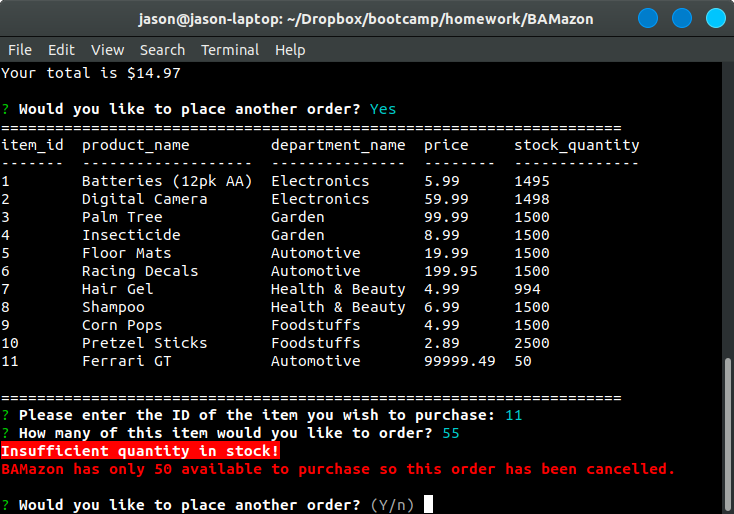 jason@jason-laptop: ~/Dropbox/bootcamp/homework/BAMazon
File Edit View Search Terminal Help
Your total is $14.97
? Would you like to place another order? Yes
=====================================================================
item_id  product_name         department_name  price     stock_quantity
-------  -------------------  ---------------  --------  --------------
1        Batteries (12pk AA)  Electronics      5.99      1495
2        Digital Camera       Electronics      59.99     1498
3        Palm Tree            Garden           99.99     1500
4        Insecticide          Garden           8.99      1500
5        Floor Mats           Automotive       19.99     1500
6        Racing Decals        Automotive       199.95    1500
7        Hair Gel             Health & Beauty  4.99      994
8        Shampoo              Health & Beauty  6.99      1500
9        Corn Pops            Foodstuffs       4.99      1500
10       Pretzel Sticks       Foodstuffs       2.89      2500
11       Ferrari GT           Automotive       99999.49  50
=====================================================================
? Please enter the ID of the item you wish to purchase: 11
? How many of this item would you like to order? 55
Insufficient quantity in stock!
BAMazon has only 50 available to purchase so this order has been cancelled.
? Would you like to place another order? (Y/n)